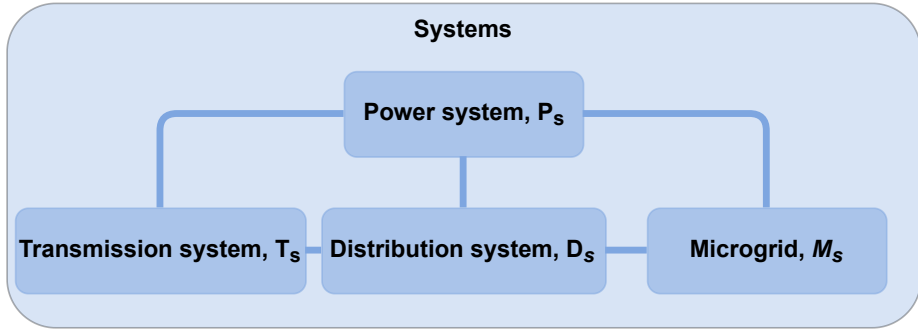 Systems
Power system, Pₛ
Transmission system, Tₛ
Distribution system, Dₛ
Microgrid, Mₛ